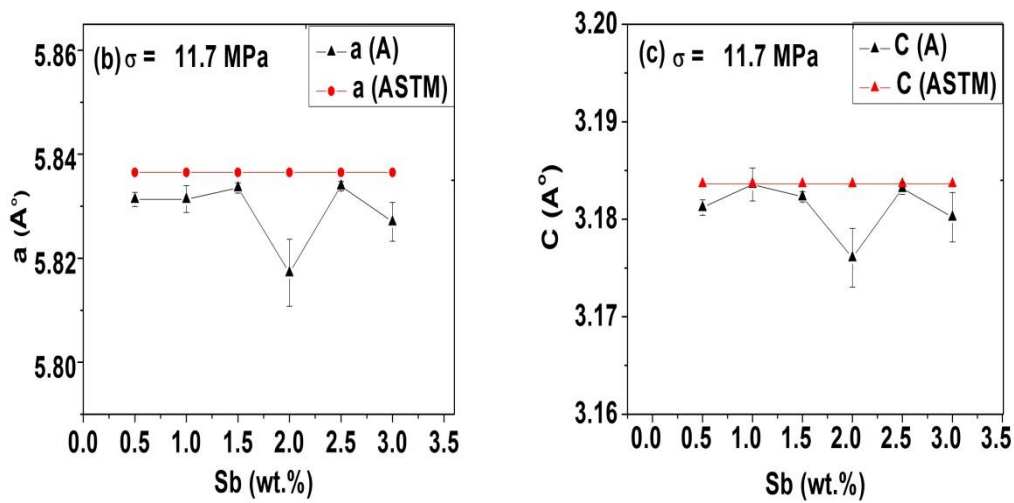 (b) σ = 11.7 MPa
a (A)
a (ASTM)
5.86
5.84
5.82
5.80
a (A°)
0.0 0.5 1.0 1.5 2.0 2.5 3.0 3.5
Sb (wt.%)
(c) σ = 11.7 MPa
C (A)
C (ASTM)
3.20
3.19
3.18
3.17
3.16
C (A°)
0.0 0.5 1.0 1.5 2.0 2.5 3.0 3.5
Sb (wt.%)